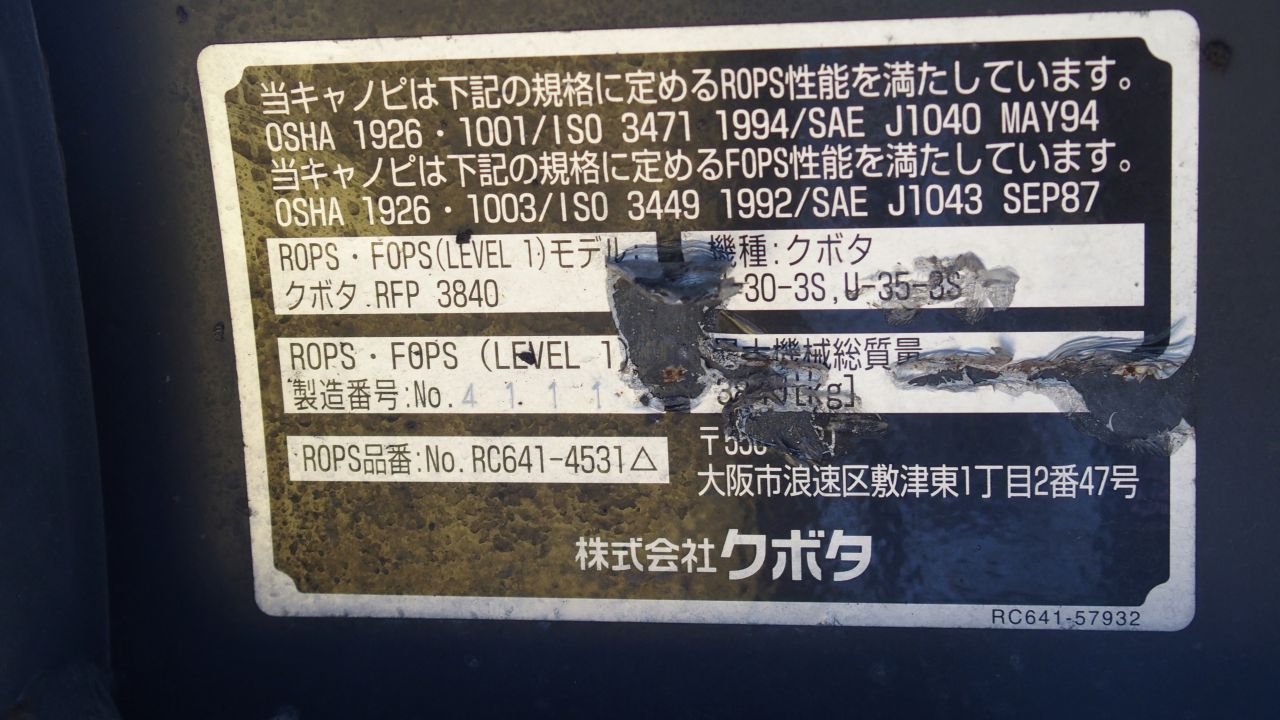 当キャノピは下記の規格に定めるROPS性能を満たしています。
OSHA 1926・1001/ISO 3471 1994/SAE J1040 MAY94
当キャノピは下記の規格に定めるFOPS性能を満たしています。
OSHA 1926・1003/ISO 3449 1992/SAE J1043 SEP87
ROPS・FOPS(LEVEL 1)モデル
クボタ RFP 3840
機種:クボタ
-30-3S,U-35-3S
ROPS・FOPS (LEVEL 1
製造番号:No.4111
機械総質量
[kg]
ROPS品番:No.RC641-4531△
〒
大阪市浪速区敷津東1丁目2番47号
株式会社クボタ
RC641-57932